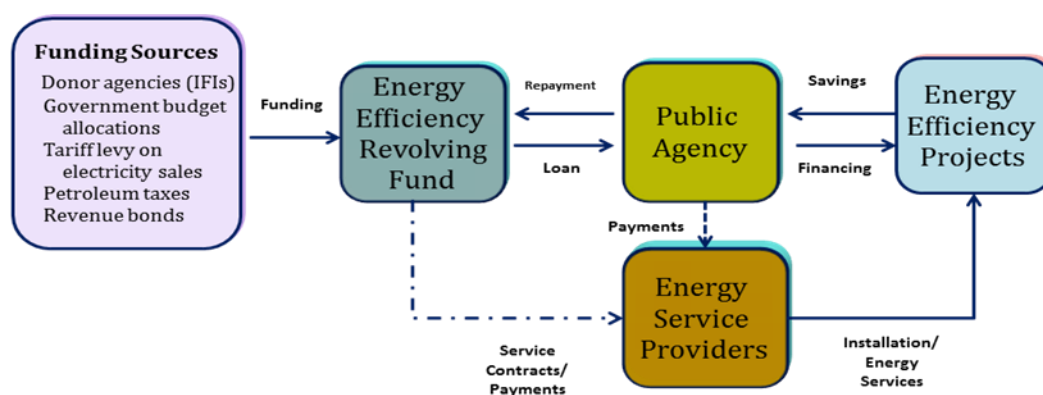 Funding Sources
Donor agencies (IFIs)
Government budget
allocations
Tariff levy on
electricity sales
Petroleum taxes
Revenue bonds
Funding
Energy
Efficiency
Revolving
Fund
Repayment
Loan
Public
Agency
Savings
Financing
Energy
Efficiency
Projects
Payments
Energy
Service
Providers
Service
Contracts/
Payments
Installation/
Energy
Services